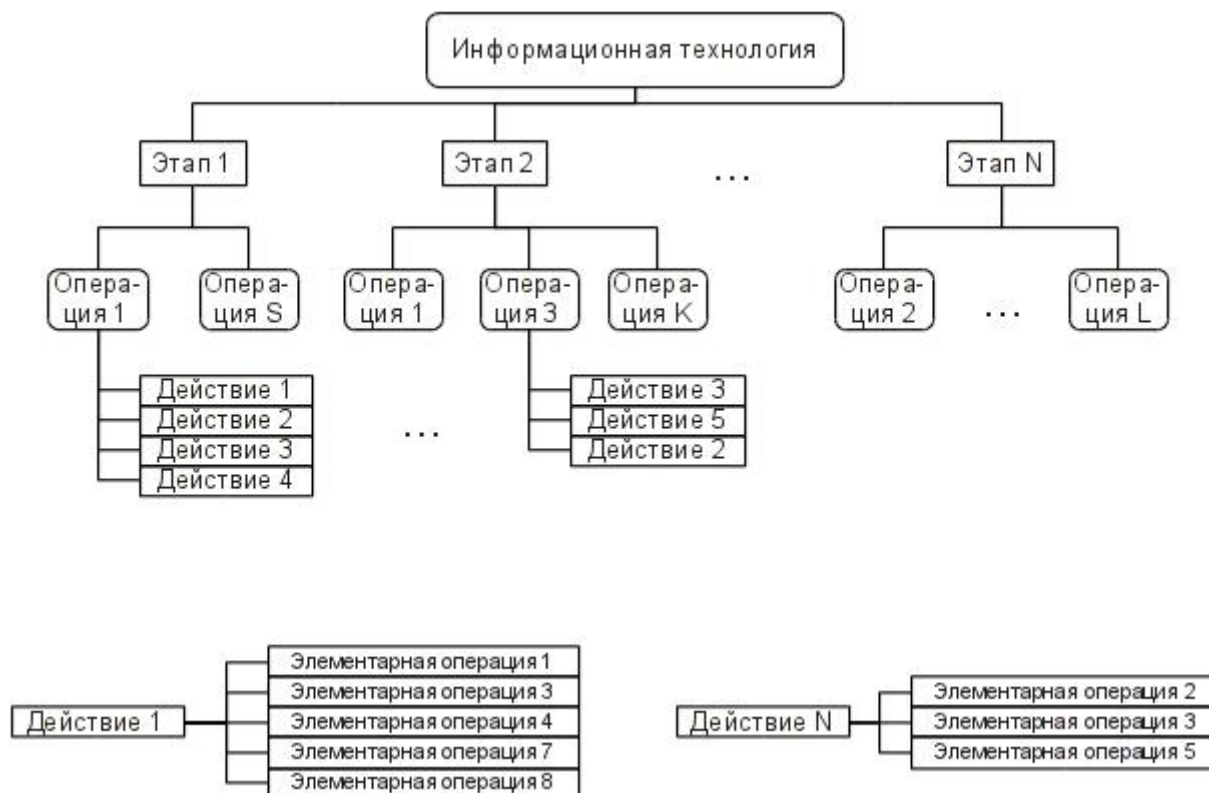 Информационная технология
Этап 1
Этап 2
...
Этап N
Опера-
ция 1
Опера-
ция S
Опера-
ция 1
Опера-
ция 3
Опера-
ция K
Опера-
ция 2
...
Опера-
ция L
Действие 1
Действие 2
Действие 3
Действие 4
...
Действие 3
Действие 5
Действие 2
Действие 1
Элементарная операция 1
Элементарная операция 3
Элементарная операция 4
Элементарная операция 7
Элементарная операция 8
Действие N
Элементарная операция 2
Элементарная операция 3
Элементарная операция 5